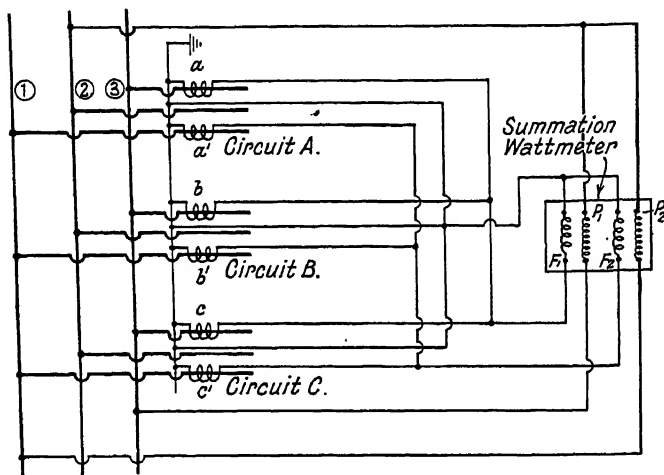 a
① ② ③
a' Circuit A.
Summation
Wattmeter
b
P1 P2
F1 F2
b' Circuit B.
c
c' Circuit C.